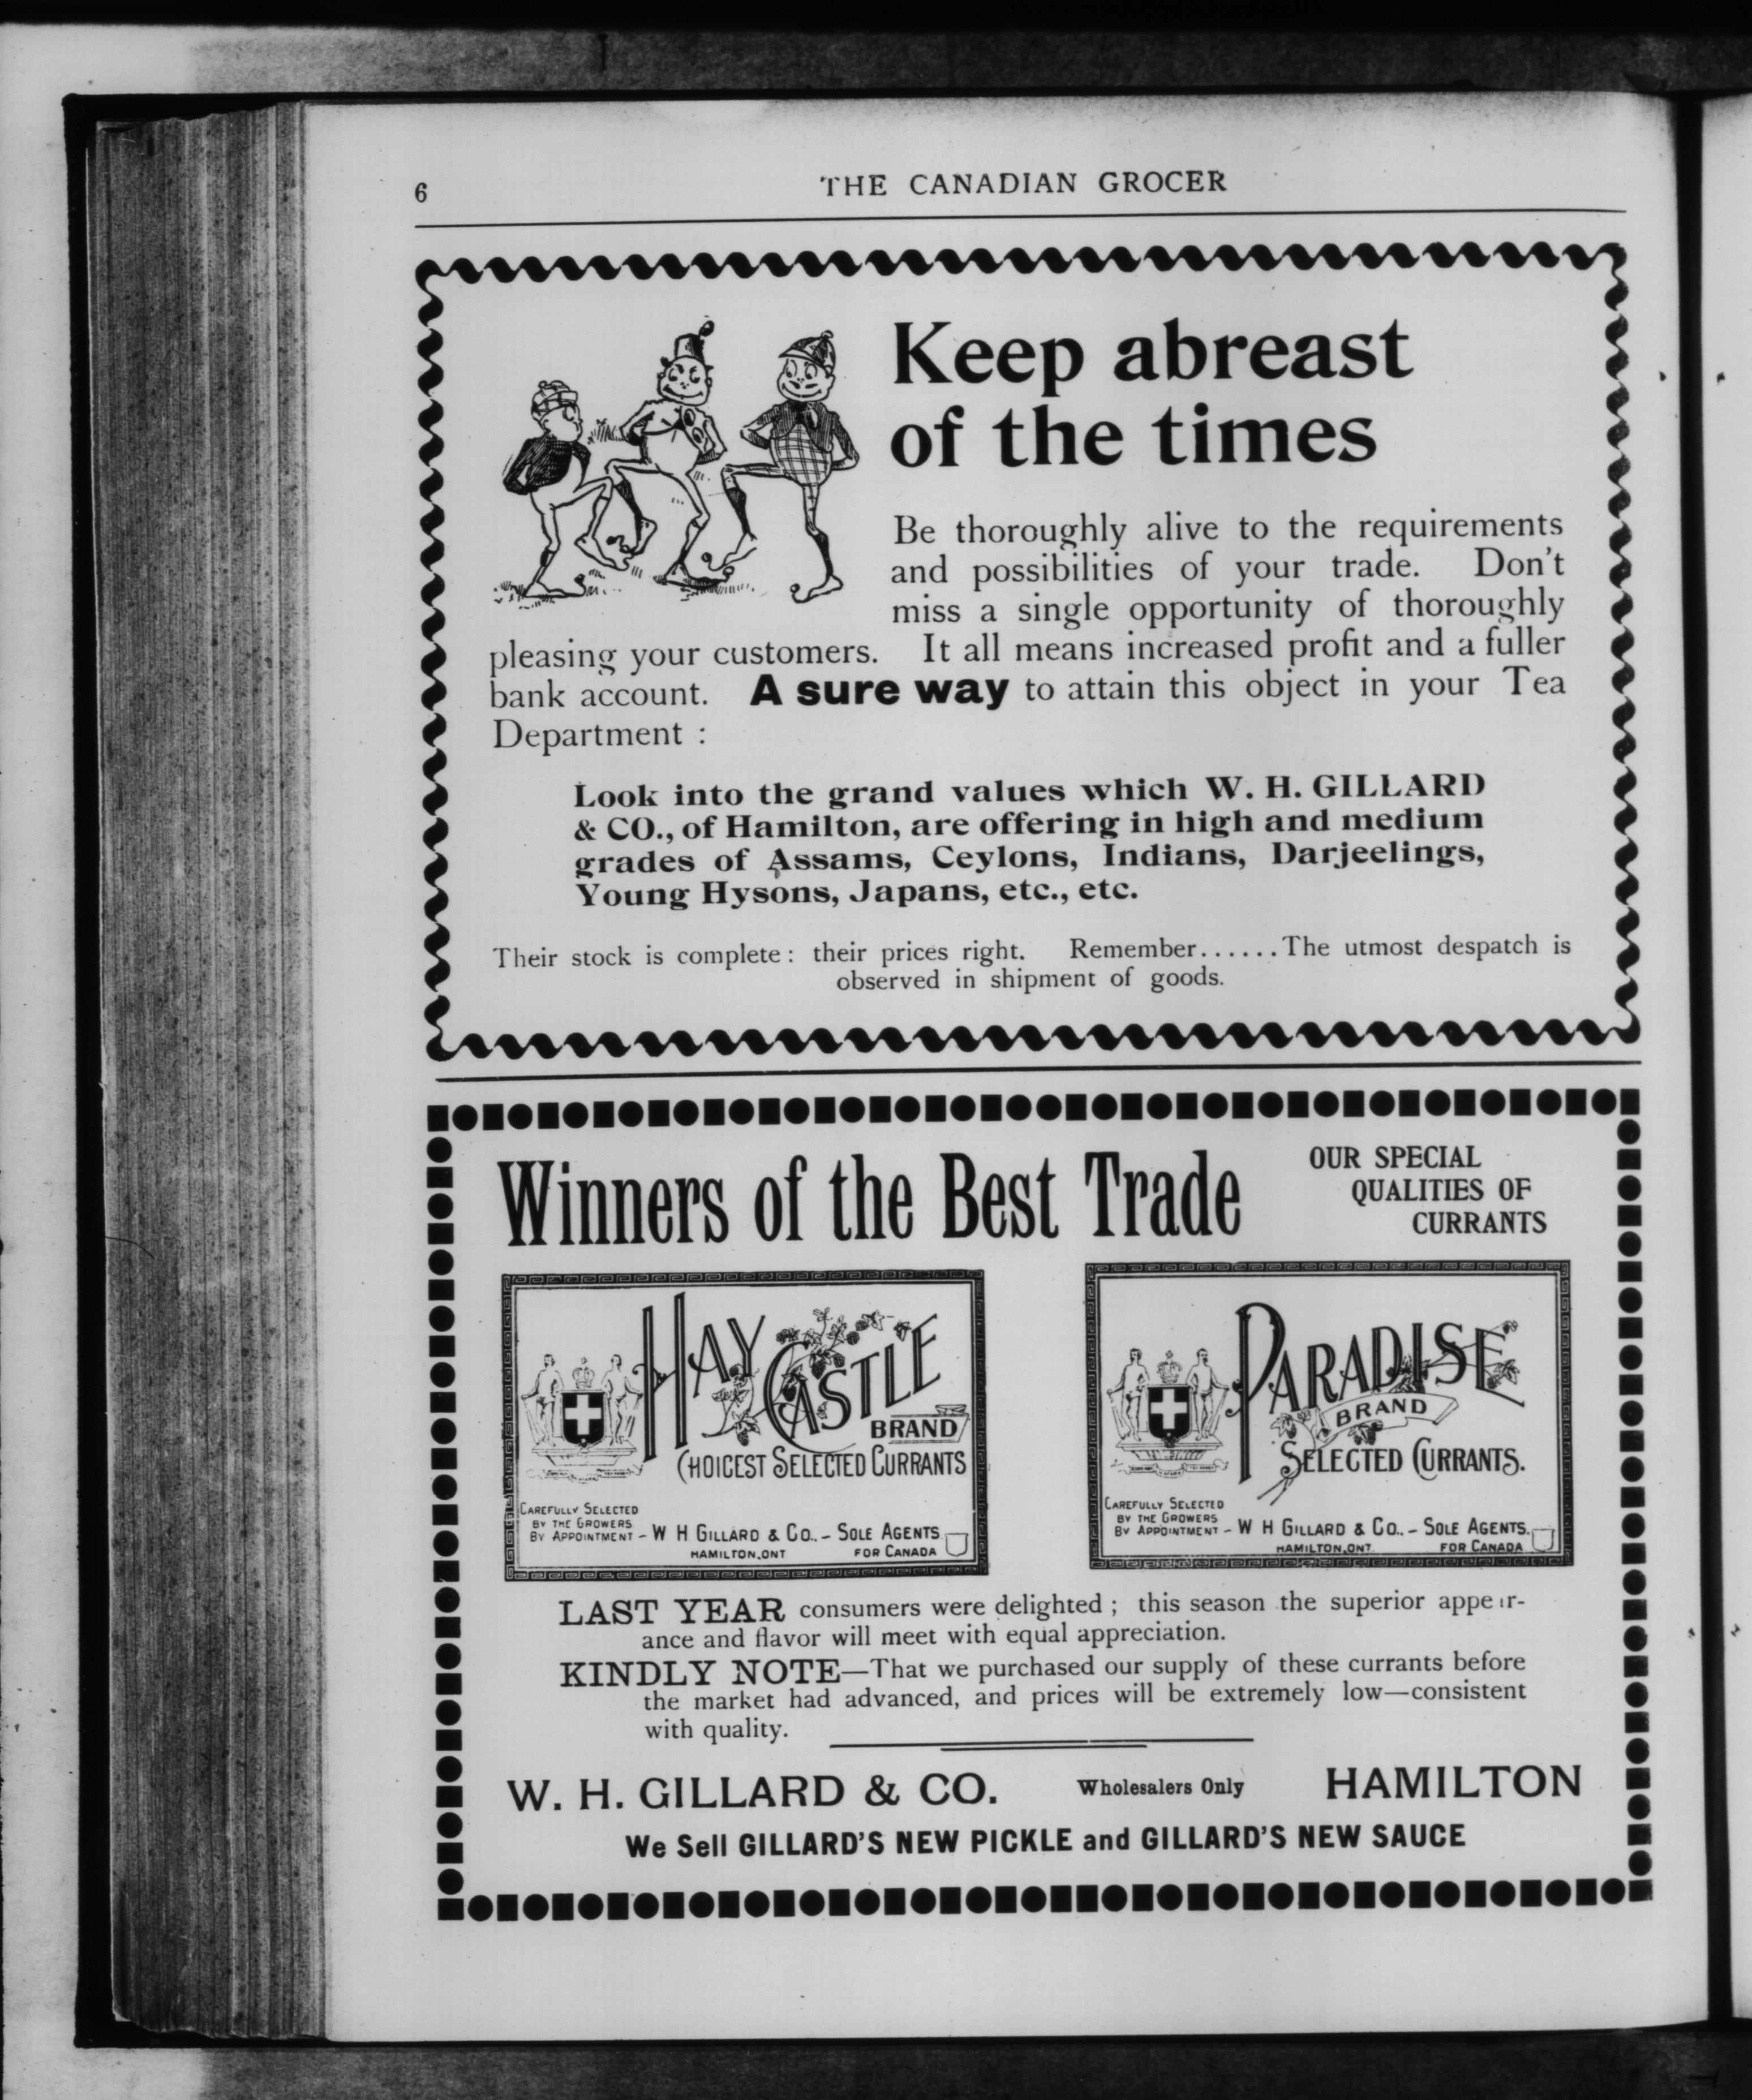 6
THE CANADIAN GROCER
Keep abreast
of the times
Be thoroughly alive to the requirements
and possibilities of your trade. Don't
miss a single opportunity of thoroughly
pleasing your customers. It all means increased profit and a fuller
bank account. A sure way to attain this object in your Tea
Department :
Look into the grand values which W. H. GILLARD
& CO., of Hamilton, are offering in high and medium
grades of Assams, Ceylons, Indians, Darjeelings,
Young Hysons, Japans, etc., etc.
Their stock is complete : their prices right. Remember......The utmost despatch is
observed in shipment of goods.
Winners of the Best Trade
OUR SPECIAL
QUALITIES OF
CURRANTS
HAY CASTLE
BRAND
CHOICEST SELECTED CURRANTS
CAREFULLY SELECTED
BY THE GROWERS
BY APPOINTMENT - W H GILLARD & CO.. - SOLE AGENTS
HAMILTON, ONT FOR CANADA
PARADISE
BRAND
SELECTED CURRANTS.
CAREFULLY SELECTED
BY THE GROWERS
BY APPOINTMENT - W H GILLARD & CO.. - SOLE AGENTS.
HAMILTON, ONT. FOR CANADA
LAST YEAR consumers were delighted ; this season the superior appear-
ance and flavor will meet with equal appreciation.
KINDLY NOTE—That we purchased our supply of these currants before
the market had advanced, and prices will be extremely low—consistent
with quality.
W. H. GILLARD & CO. Wholesalers Only HAMILTON
We Sell GILLARD'S NEW PICKLE and GILLARD'S NEW SAUCE